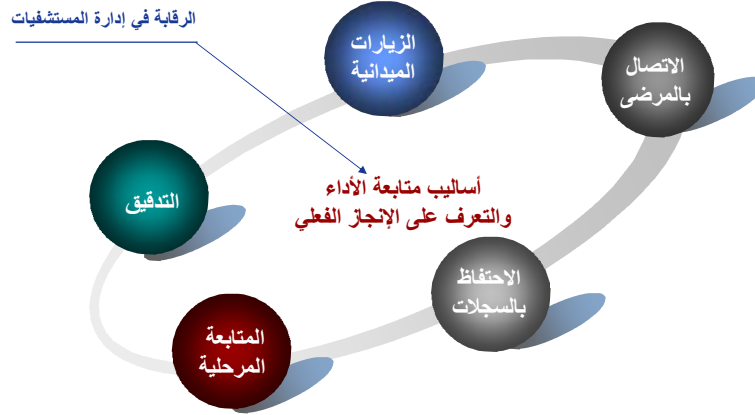 الرقابة في إدارة المستشفيات
الزيارات
الميدانية
الاتصال
بالمرضى
التدقيق
أساليب متابعة الأداء
والتعرف على الإنجاز الفعلي
الاحتفاظ
بالسجلات
المتابعة
المرحلية